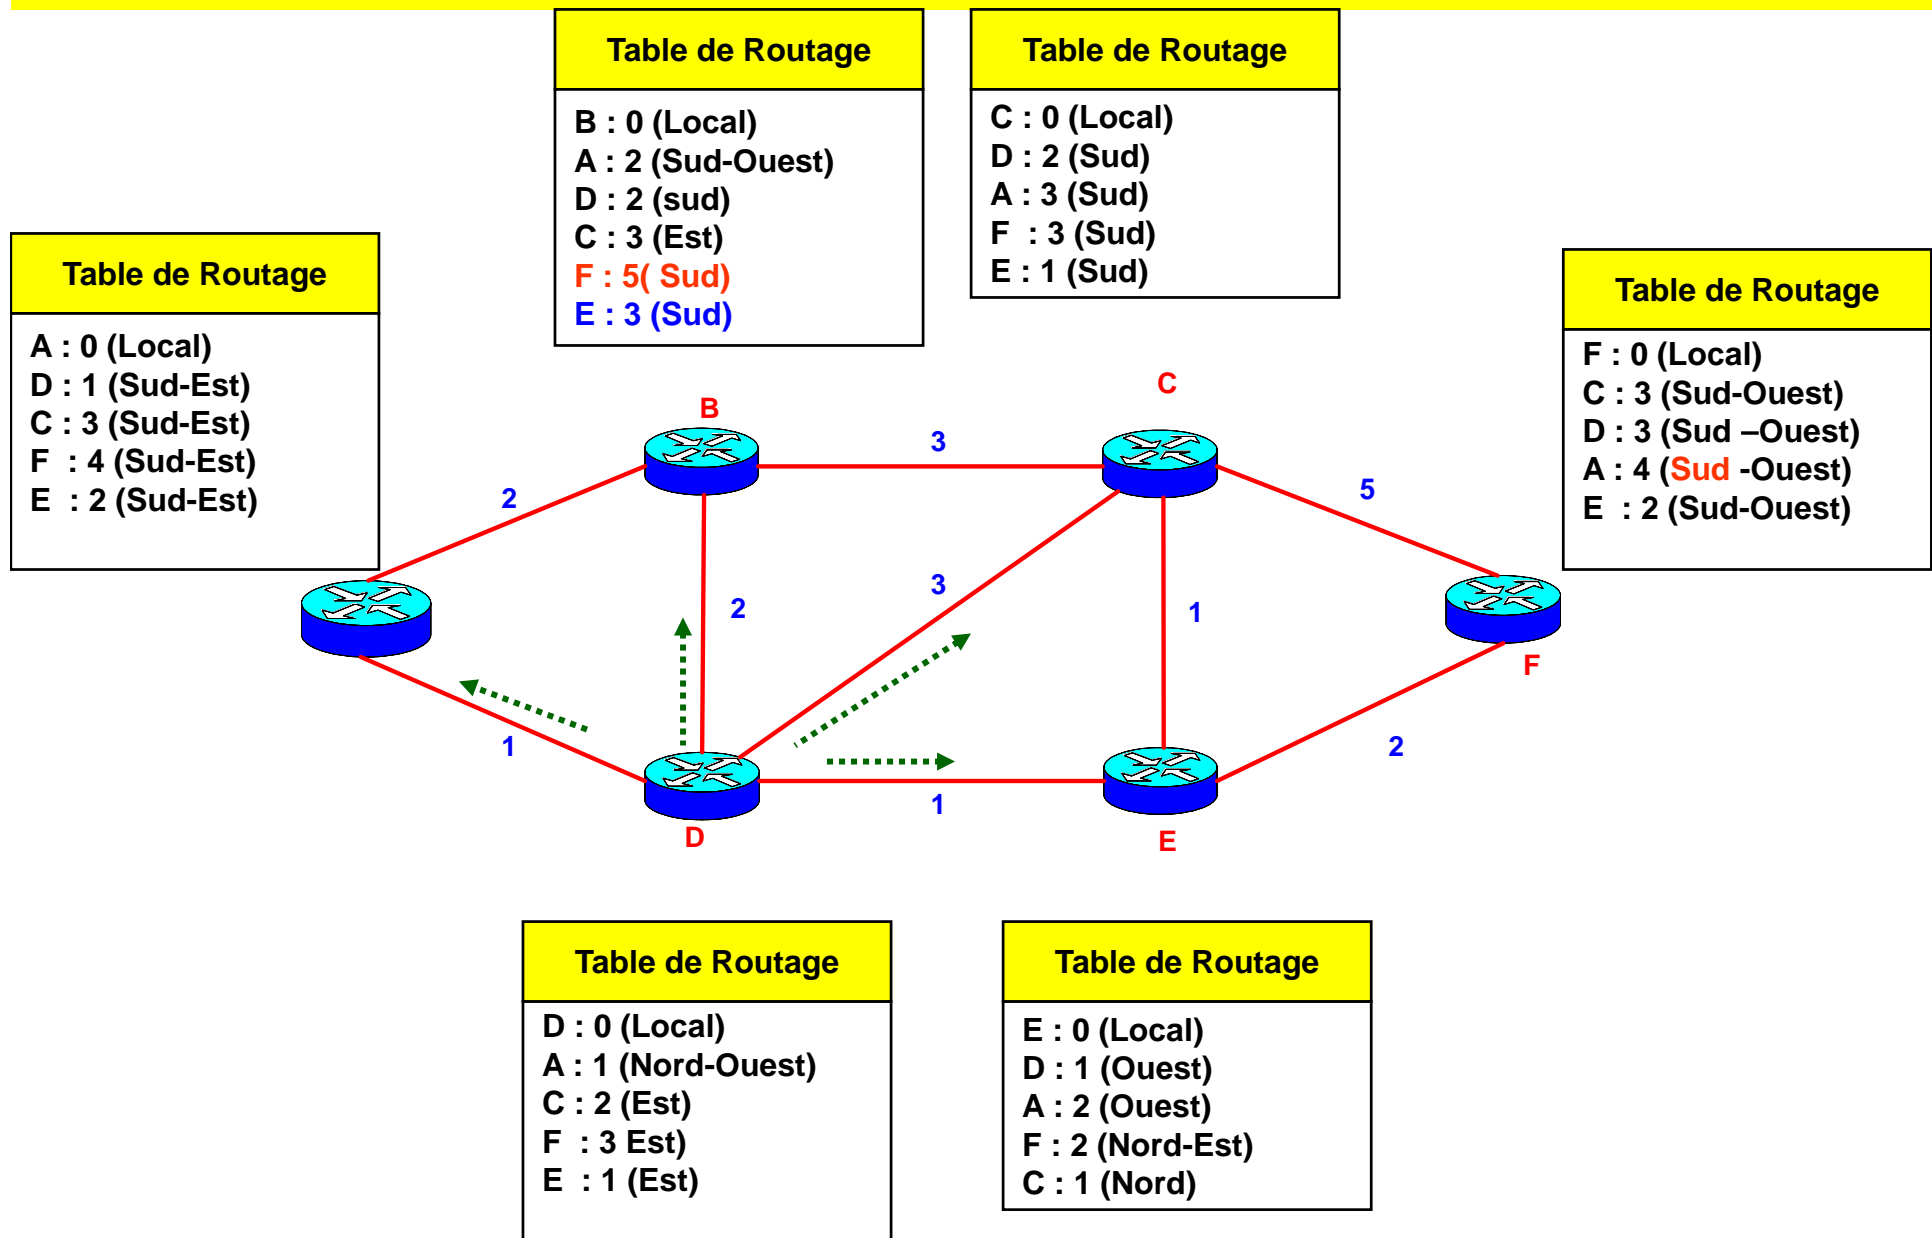 Table de Routage
B : 0 (Local)
A : 2 (Sud-Ouest)
D : 2 (sud)
C : 3 (Est)
F : 5( Sud)
E : 3 (Sud)
Table de Routage
C : 0 (Local)
D : 2 (Sud)
A : 3 (Sud)
F : 3 (Sud)
E : 1 (Sud)
Table de Routage
A : 0 (Local)
D : 1 (Sud-Est)
C : 3 (Sud-Est)
F : 4 (Sud-Est)
E : 2 (Sud-Est)
Table de Routage
F : 0 (Local)
C : 3 (Sud-Ouest)
D : 3 (Sud –Ouest)
A : 4 (Sud -Ouest)
E : 2 (Sud-Ouest)
C
B
3
5
2
3
2
1
F
1
2
1
D
E
Table de Routage
D : 0 (Local)
A : 1 (Nord-Ouest)
C : 2 (Est)
F : 3 Est)
E : 1 (Est)
Table de Routage
E : 0 (Local)
D : 1 (Ouest)
A : 2 (Ouest)
F : 2 (Nord-Est)
C : 1 (Nord)